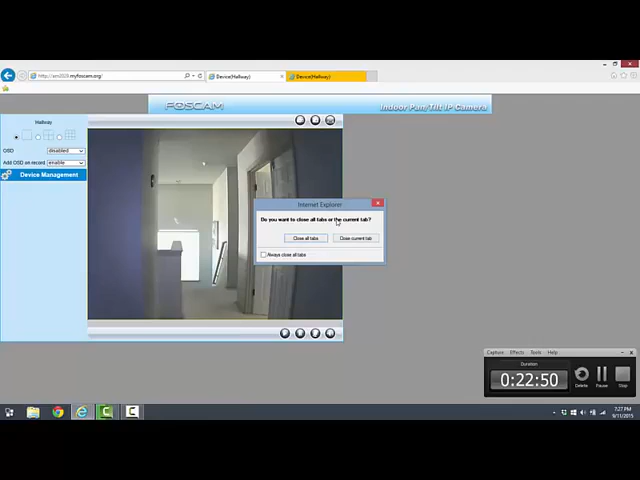 http://am0026.myfoscam.org/
Device(Hallway)
Device(Hallway)
FOSCAM
Indoor Pan/Tilt IP Camera
Hallway
OSD
disabled
Add OSD on record
enable
Device Management
Internet Explorer
Do you want to close all tabs or the current tab?
Close all tabs
Close current tab
Always close all tabs
Capture Effects Tools Help
Duration
0:22:50
Delete
Pause
Stop
7:27 PM
9/11/2015